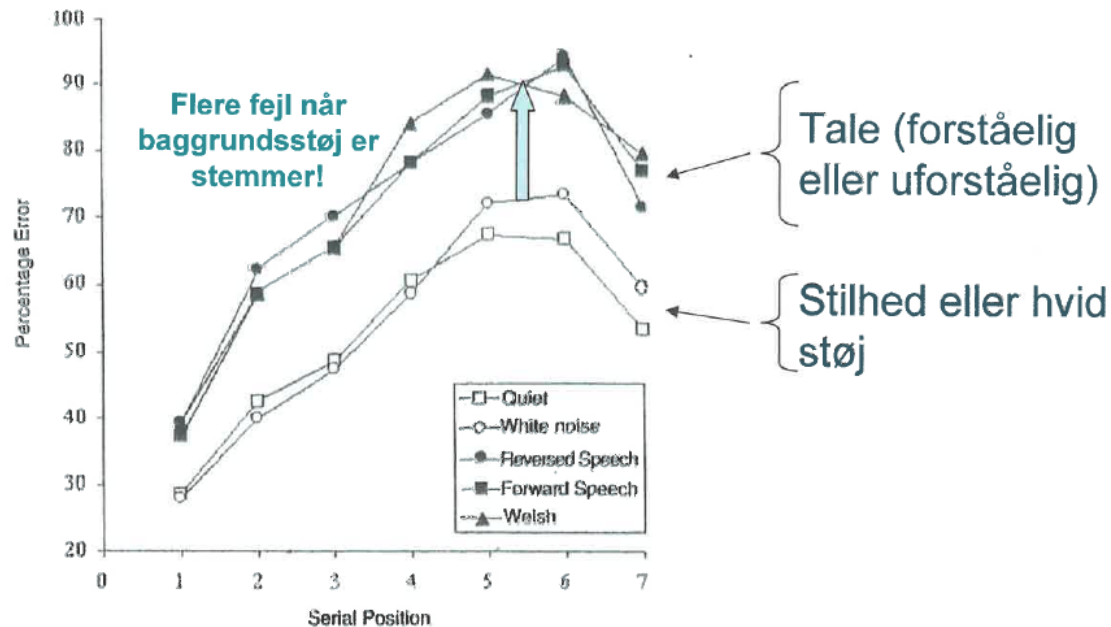 100
90
80
70
60
50
40
30
20
Percentage Error
Flere fejl når
baggrundsstøj er
stemmer!
Tale (forståelig
eller uforståelig)
Stilhed eller hvid
støj
Quiet
White noise
Reversed Speech
Forward Speech
Welsh
0 1 2 3 4 5 6 7
Serial Position